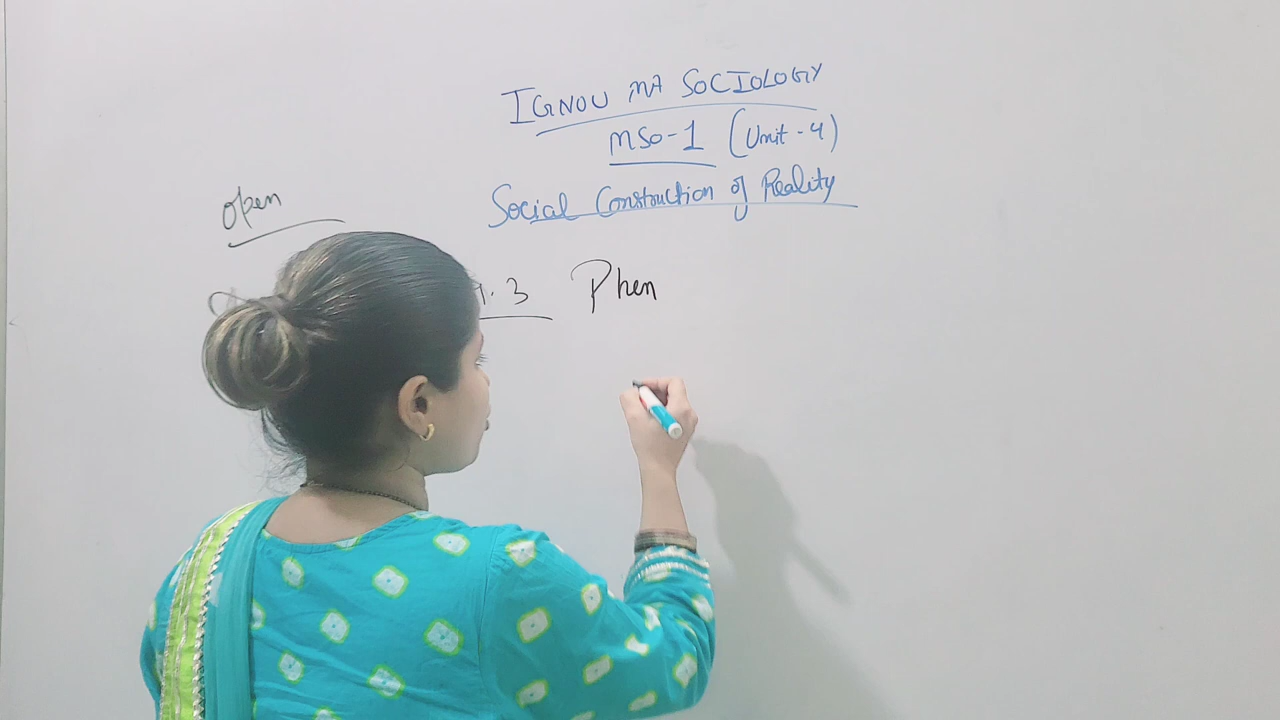 IGNOU MA SOCIOLOGY
MSO-1 (Unit-4)
Social Construction of Reality
open
.3 Phen